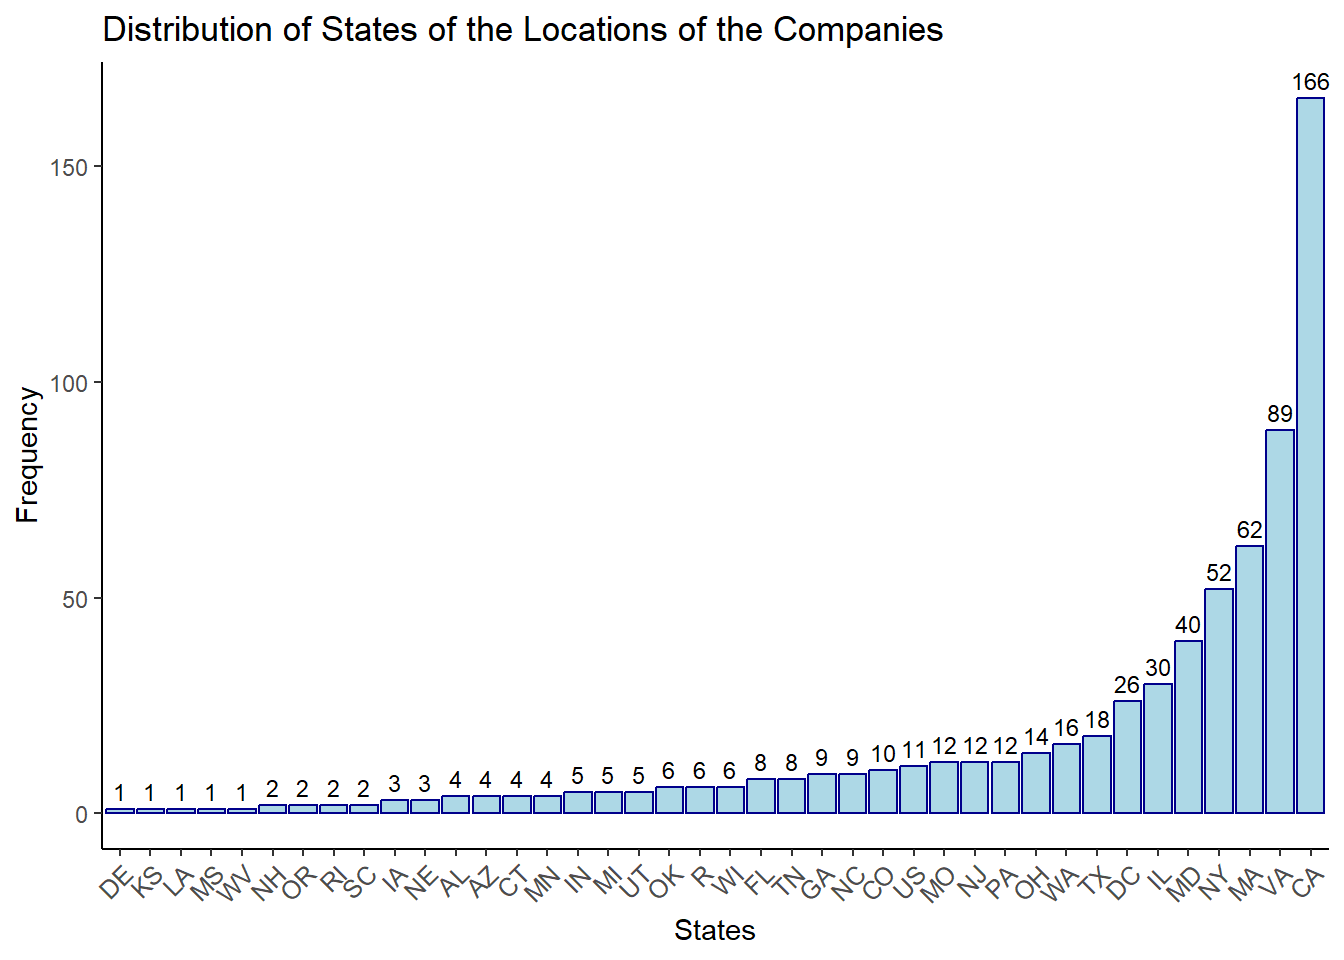 Distribution of States of the Locations of the Companies
166
150
100
89
62
52
50
40
30
26
1 1 1 1 1 2 2 2 2 3 3 4 4 4 4 5 5 5 6 6 6 8 8 9 9 10 11 12 12 12 14 16 18
0
Frequency
DE KS LA MS WV NH OR RI SC IA NE AL AZ CT MN IN MI UT OK R WI FL TN GA NC CO US MO NJ PA OH WA TX DC IL MD NY MA VA CA
States